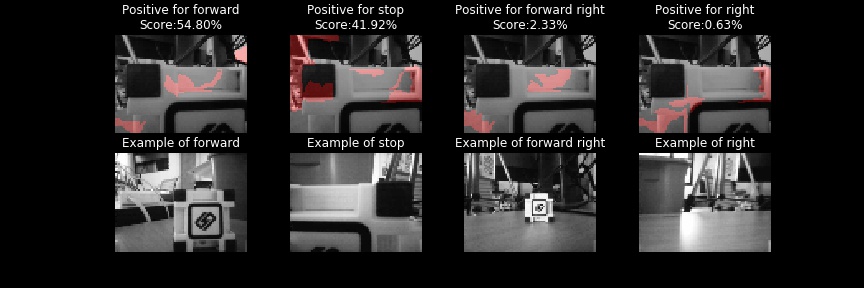 Positive for forward
Score:54.80%
Positive for stop
Score:41.92%
Positive for forward right
Score:2.33%
Positive for right
Score:0.63%
Example of forward
Example of stop
Example of forward right
Example of right